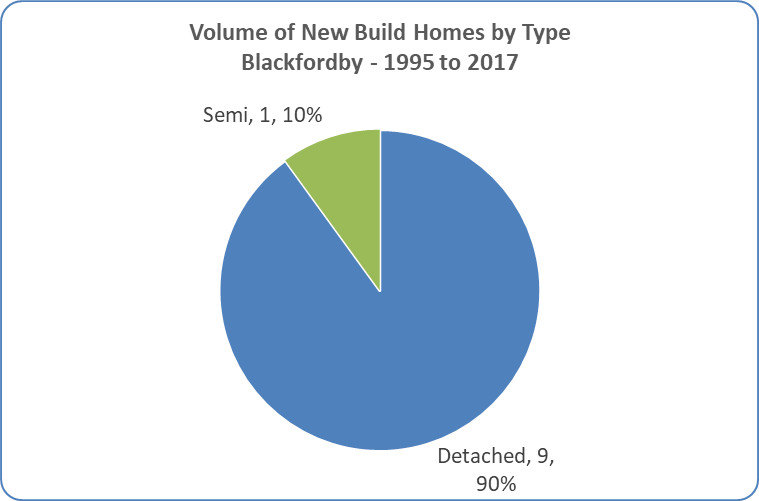 Volume of New Build Homes by Type
Blackfordby - 1995 to 2017
Semi, 1, 10%
Detached, 9,
90%